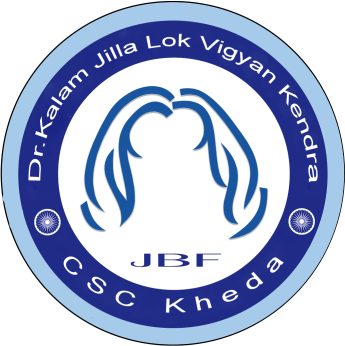 Dr.Kalam Jilla Lok Vigyan Kendra
JBF
CSC Kheda